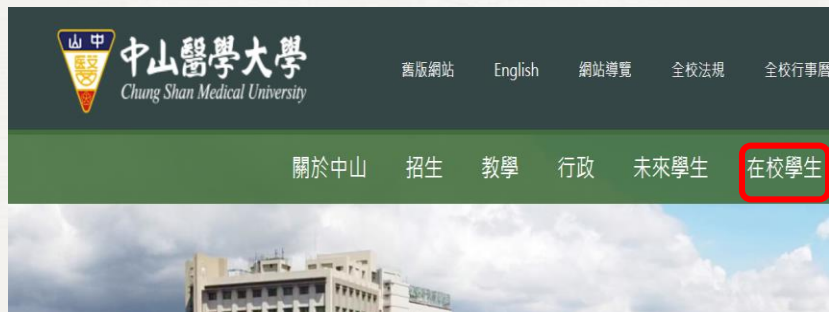 山中
醫
中山醫學大學
Chung Shan Medical University
舊版網站 English 網站導覽 全校法規 全校行事曆
關於中山 招生 教學 行政 未來學生 在校學生